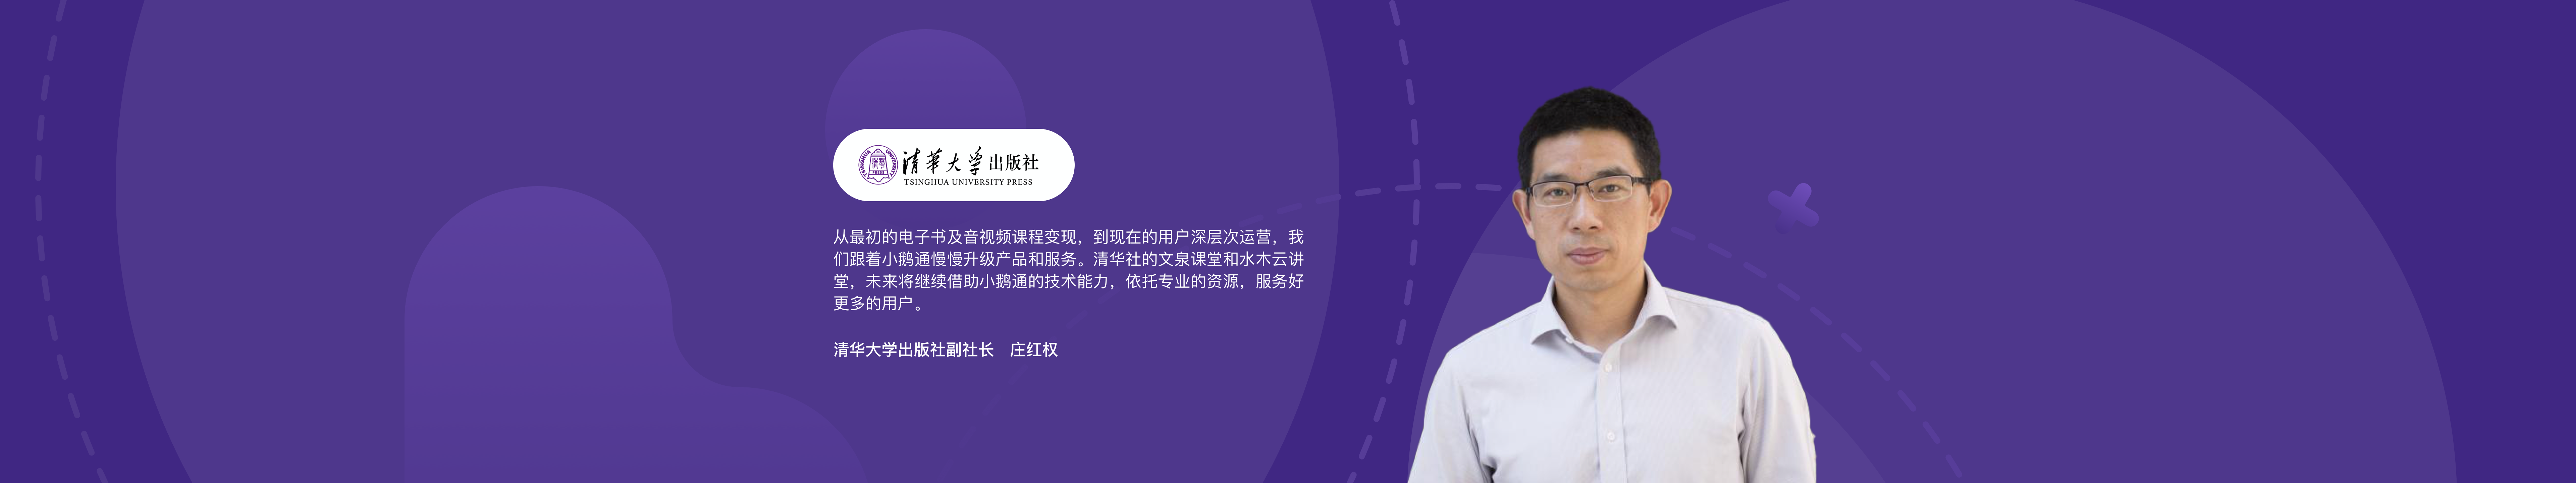 清華大学出版社
TSINGHUA UNIVERSITY PRESS
从最初的电子书及音视频课程变现，到现在的用户深层次运营，我
们跟着小鹅通慢慢升级产品和服务。清华社的文泉课堂和水木云讲
堂，未来将继续借助小鹅通的技术能力，依托专业的资源，服务好
更多的用户。
清华大学出版社副社长　庄红权